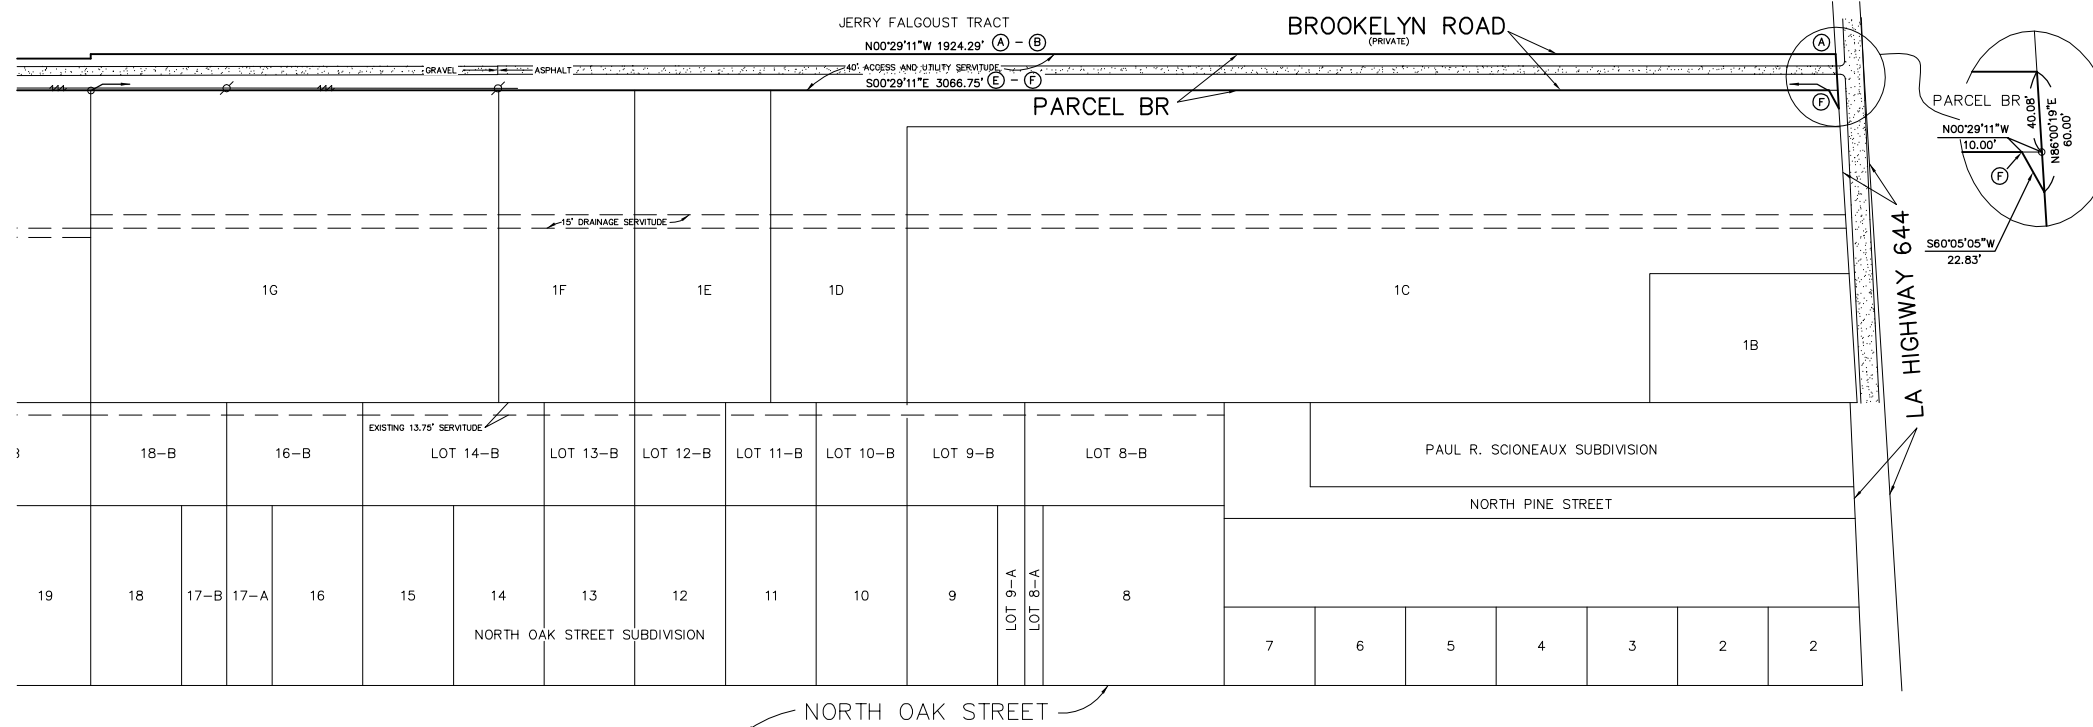 JERRY FALGOUST TRACT
N00°29'11"W 1924.29' A – B
BROOKELYN ROAD
(PRIVATE)
A
GRAVEL
ASPHALT
40' ACCESS AND UTILITY SERVITUDE
S00°29'11"E 3066.75' E – F
PARCEL BR
F
PARCEL BR
40.08'
N86°00'19"E
60.00'
N00°29'11"W
10.00'
F
S60°05'05"W
22.83'
15' DRAINAGE SERVITUDE
LA HIGHWAY 644
1G
1F
1E
1D
1C
1B
EXISTING 13.75' SERVITUDE
18-B
16-B
LOT 14-B
LOT 13-B
LOT 12-B
LOT 11-B
LOT 10-B
LOT 9-B
LOT 8-B
PAUL R. SCIONEAUX SUBDIVISION
NORTH PINE STREET
19
18
17-B
17-A
16
15
14
13
12
11
10
9
LOT 9-A
LOT 8-A
8
NORTH OAK STREET SUBDIVISION
7
6
5
4
3
2
2
NORTH OAK STREET